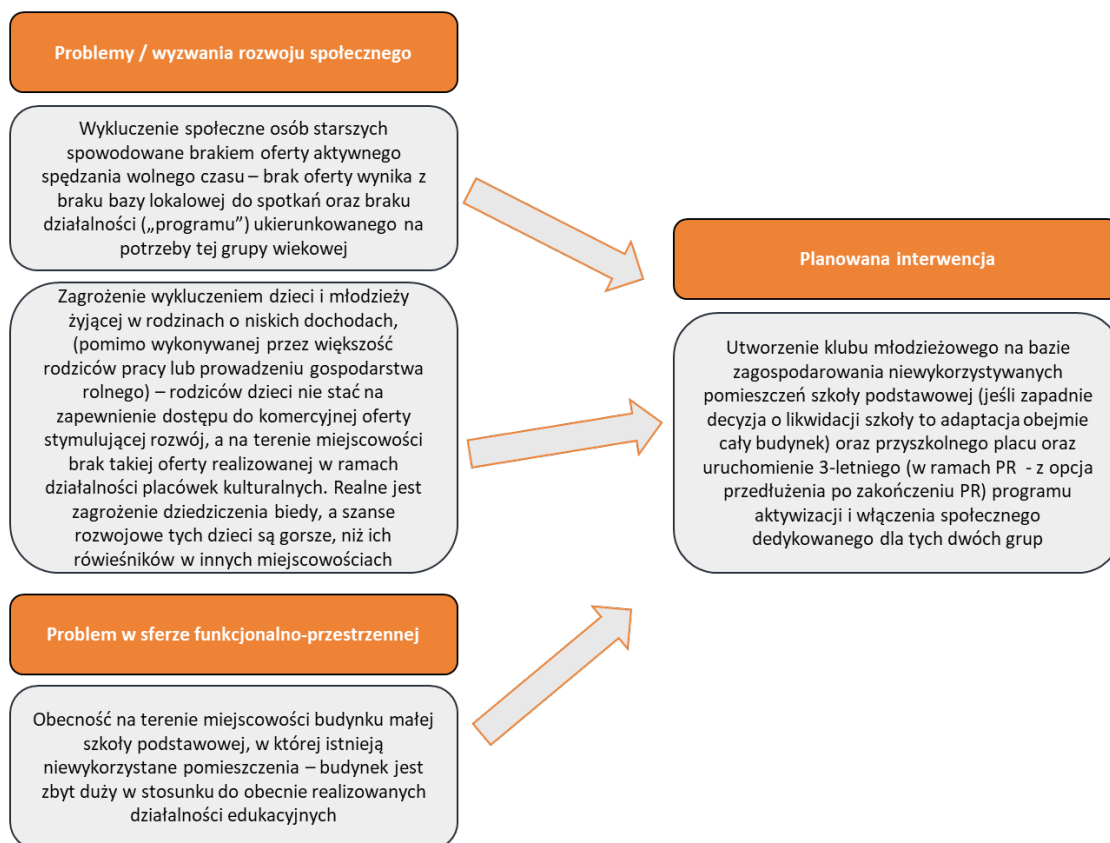 Problemy / wyzwania rozwoju społecznego
Wykluczenie społeczne osób starszych
spowodowane brakiem oferty aktywnego
spędzania wolnego czasu – brak oferty wynika z
braku bazy lokalowej do spotkań oraz braku
działalności („programu”) ukierunkowanego na
potrzeby tej grupy wiekowej
Zagrożenie wykluczeniem dzieci i młodzieży
żyjącej w rodzinach o niskich dochodach,
(pomimo wykonywanej przez większość
rodziców pracy lub prowadzeniu gospodarstwa
rolnego) – rodziców dzieci nie stać na
zapewnienie dostępu do komercyjnej oferty
stymulującej rozwój, a na terenie miejscowości
brak takiej oferty realizowanej w ramach
działalności placówek kulturalnych. Realne jest
zagrożenie dziedziczenia biedy, a szanse
rozwojowe tych dzieci są gorsze, niż ich
rówieśników w innych miejscowościach
Problem w sferze funkcjonalno-przestrzennej
Obecność na terenie miejscowości budynku małej
szkoły podstawowej, w której istnieją
niewykorzystane pomieszczenia – budynek jest
zbyt duży w stosunku do obecnie realizowanych
działalności edukacyjnych
Planowana interwencja
Utworzenie klubu młodzieżowego na bazie
zagospodarowania niewykorzystywanych
pomieszczeń szkoły podstawowej (jeśli zapadnie
decyzja o likwidacji szkoły to adaptacja obejmie
cały budynek) oraz przyszkolnego placu oraz
uruchomienie 3-letniego (w ramach PR - z opcja
przedłużenia po zakończeniu PR) programu
aktywizacji i włączenia społecznego
dedykowanego dla tych dwóch grup